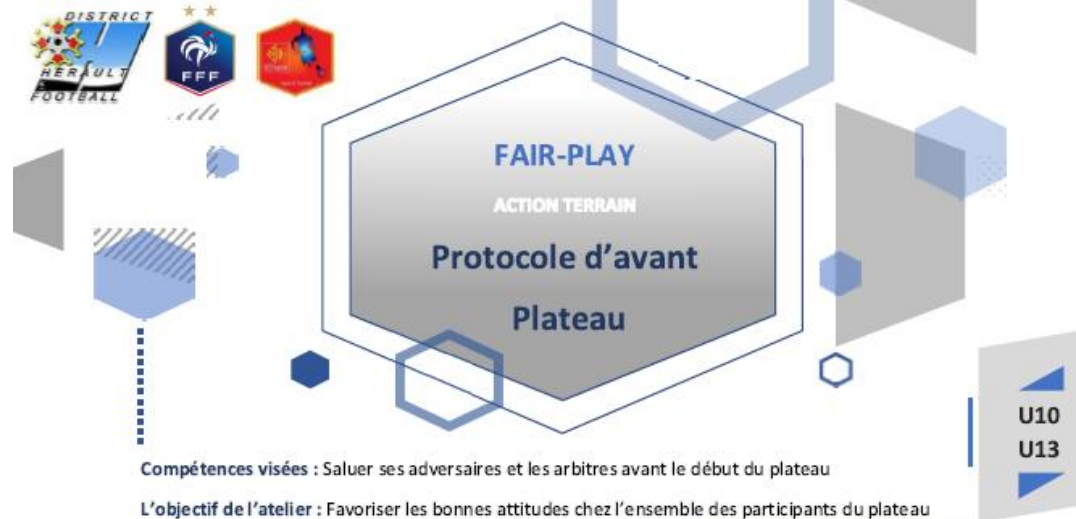 DISTRICT
HERAULT
FOOTBALL
FFF
FAIR-PLAY
ACTION TERRAIN
Protocole d’avant
Plateau
U10
U13
Compétences visées : Saluer ses adversaires et les arbitres avant le début du plateau
L’objectif de l’atelier : Favoriser les bonnes attitudes chez l’ensemble des participants du plateau